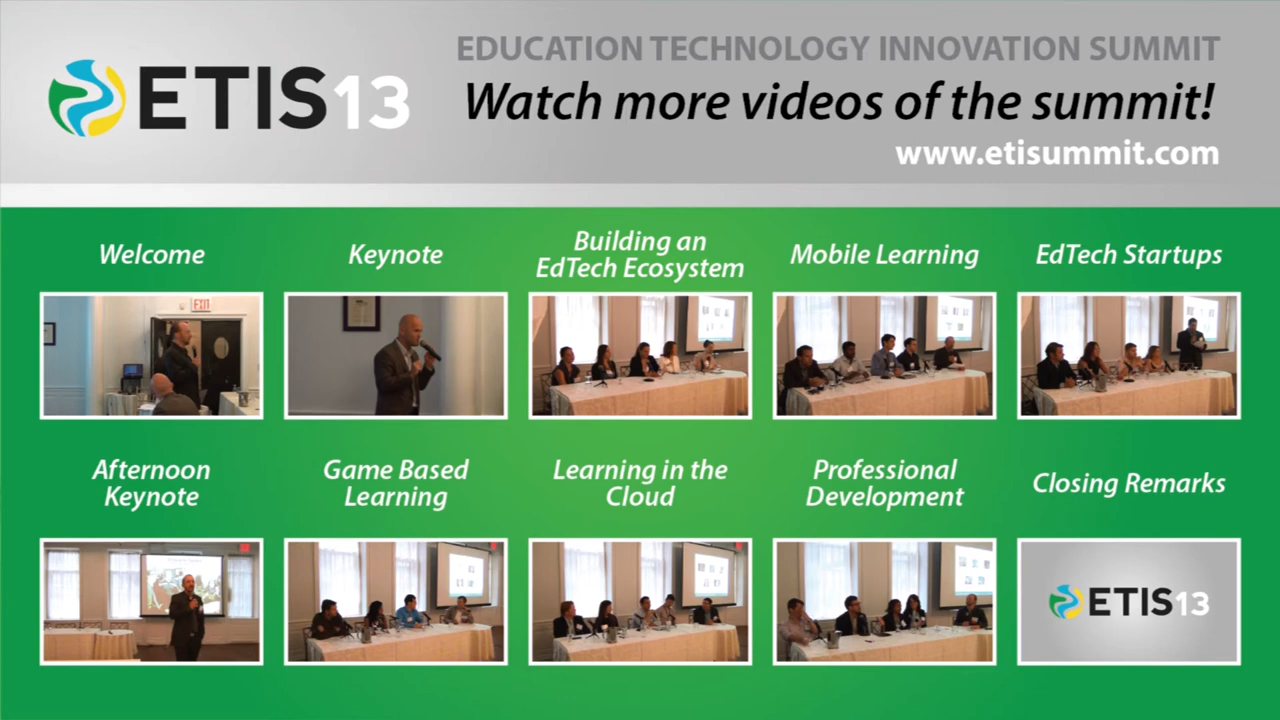 ETIS13
EDUCATION TECHNOLOGY INNOVATION SUMMIT
Watch more videos of the summit!
www.etisummit.com
Welcome
Keynote
Building an
EdTech Ecosystem
Mobile Learning
EdTech Startups
EXIT
Afternoon
Keynote
Game Based
Learning
Learning in the
Cloud
Professional
Development
Closing Remarks
ETIS13